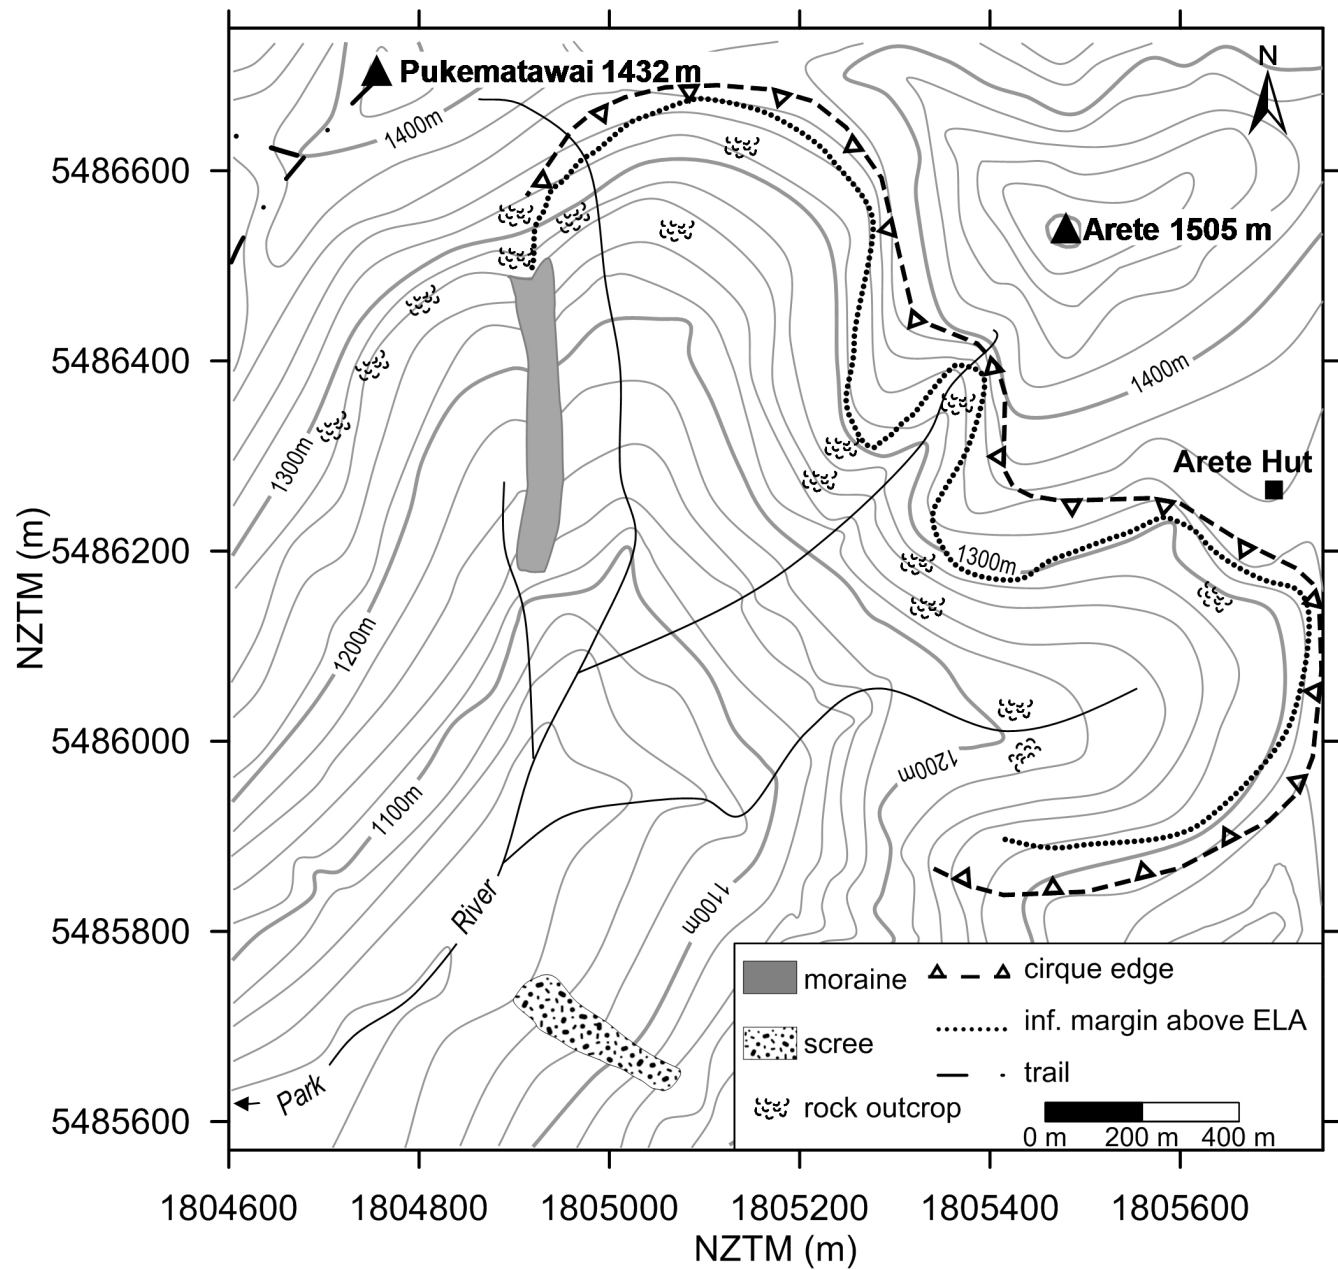 N
Pukematawai 1432 m
1400m
5486600
Arete 1505 m
5486400
1400m
1300m
Arete Hut
5486200
1300m
NZTM (m)
1200m
5486000
1200m
1100m
1100m
River
5485800
moraine
cirque edge
inf. margin above ELA
scree
trail
Park
rock outcrop
5485600
0 m 200 m 400 m
1804600 1804800 1805000 1805200 1805400 1805600
NZTM (m)